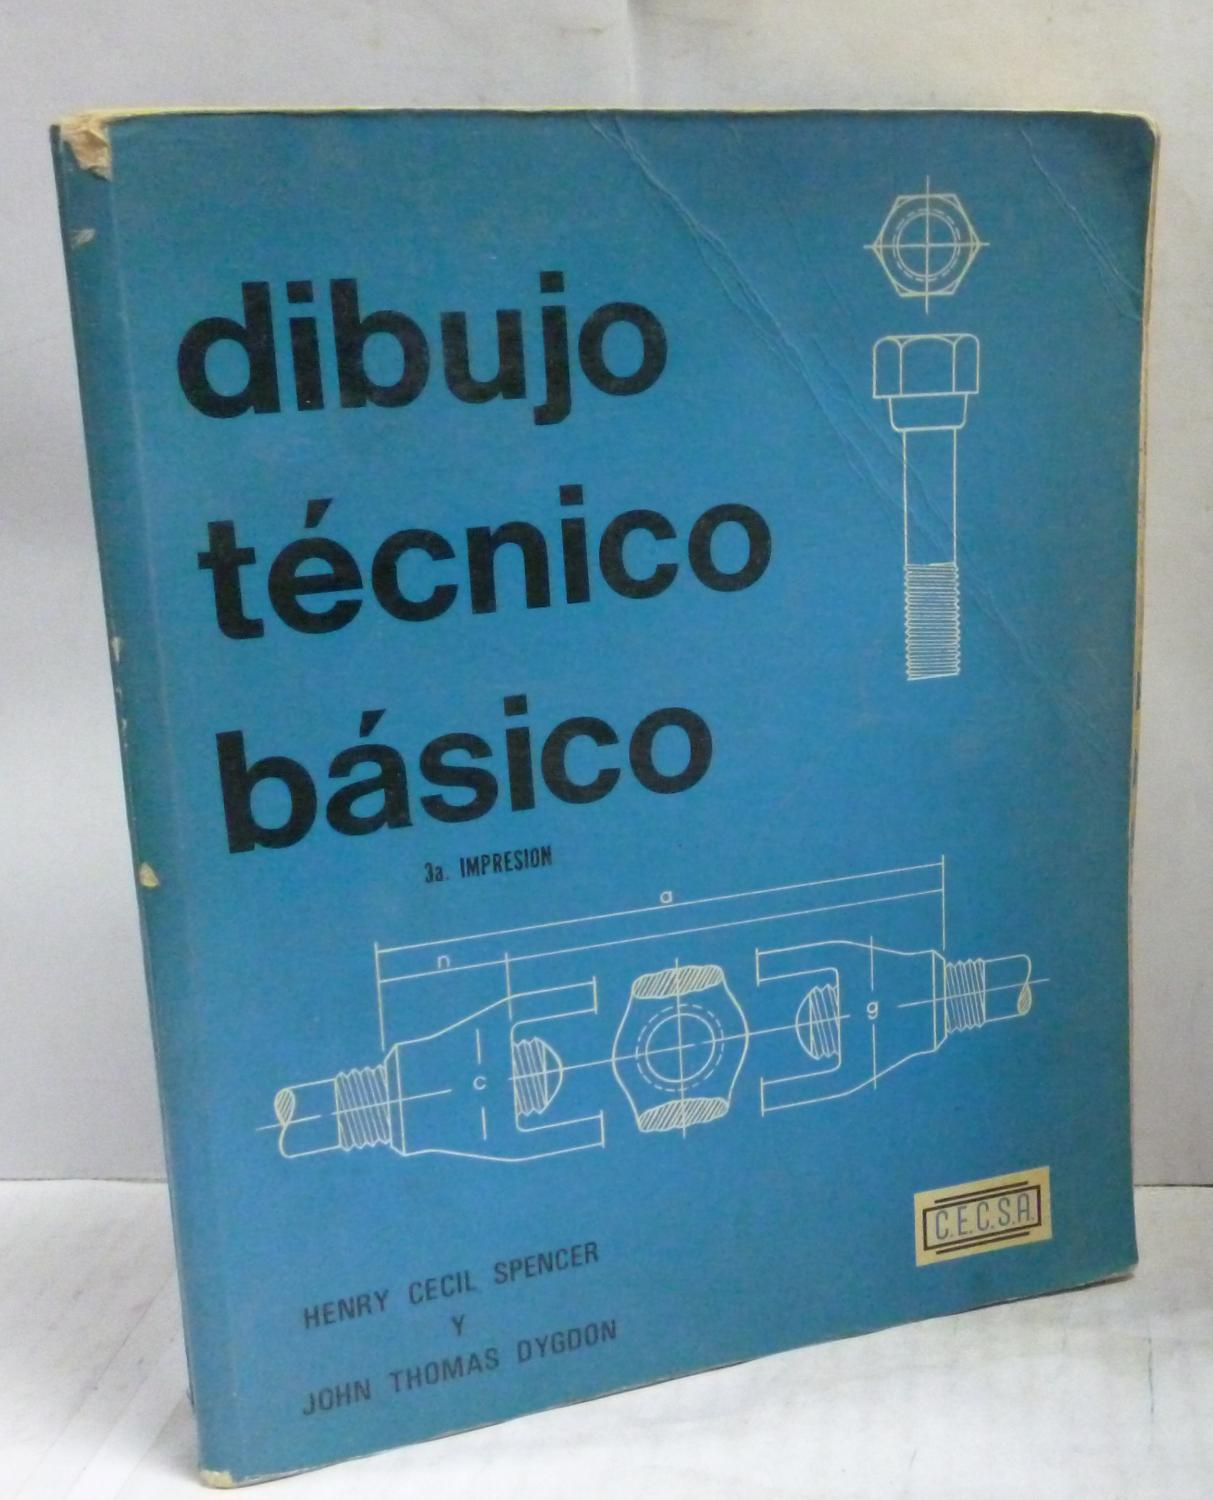 dibujo
técnico
básico
3a. IMPRESION
a
n
c
g
C.E.C.S.A.
HENRY CECIL SPENCER
Y
JOHN THOMAS DYGDON